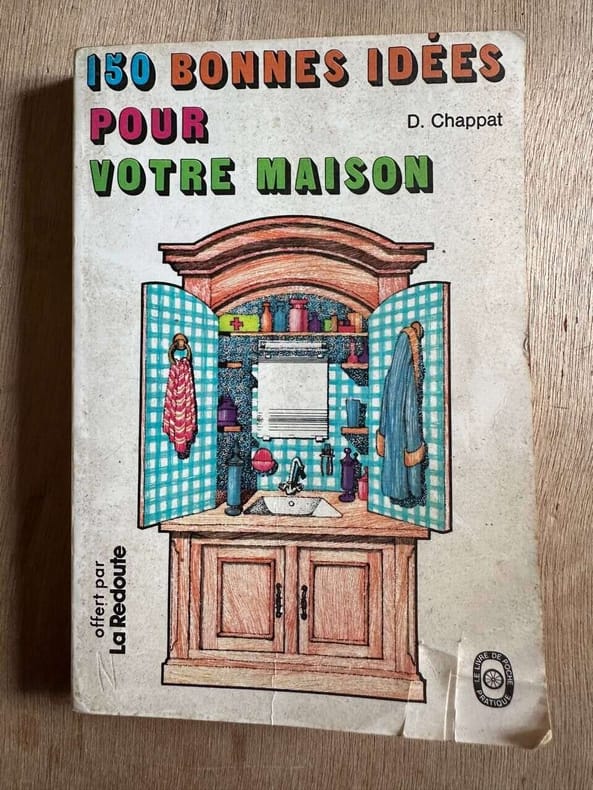 150 BONNES IDÉES
POUR
D. Chappat
VOTRE MAISON
offert par
La Redoute
LE LIVRE DE POCHE
PRATIQUE